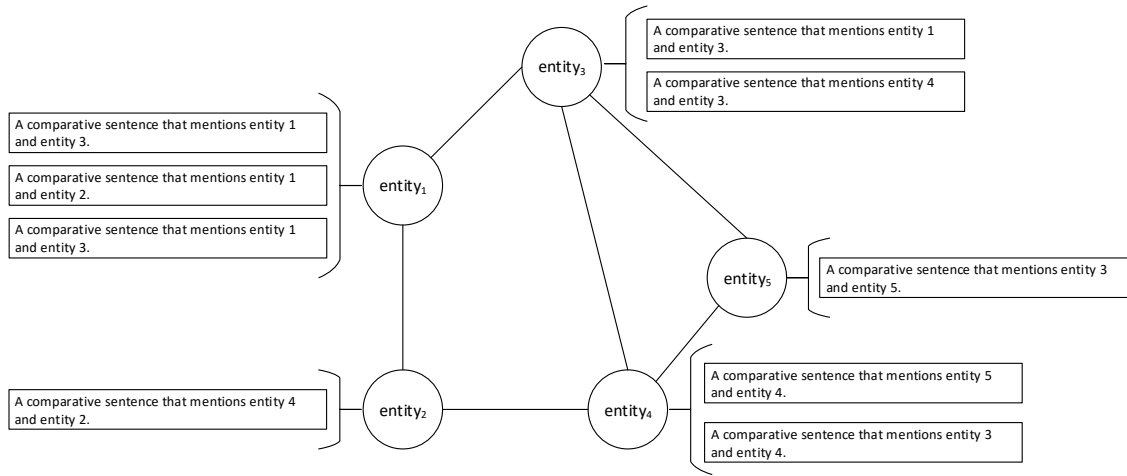 entity₃
A comparative sentence that mentions entity 1
and entity 3.
A comparative sentence that mentions entity 4
and entity 3.
A comparative sentence that mentions entity 1
and entity 3.
A comparative sentence that mentions entity 1
and entity 2.
A comparative sentence that mentions entity 1
and entity 3.
entity₁
entity₅
A comparative sentence that mentions entity 3
and entity 5.
A comparative sentence that mentions entity 4
and entity 2.
entity₂
entity₄
A comparative sentence that mentions entity 5
and entity 4.
A comparative sentence that mentions entity 3
and entity 4.